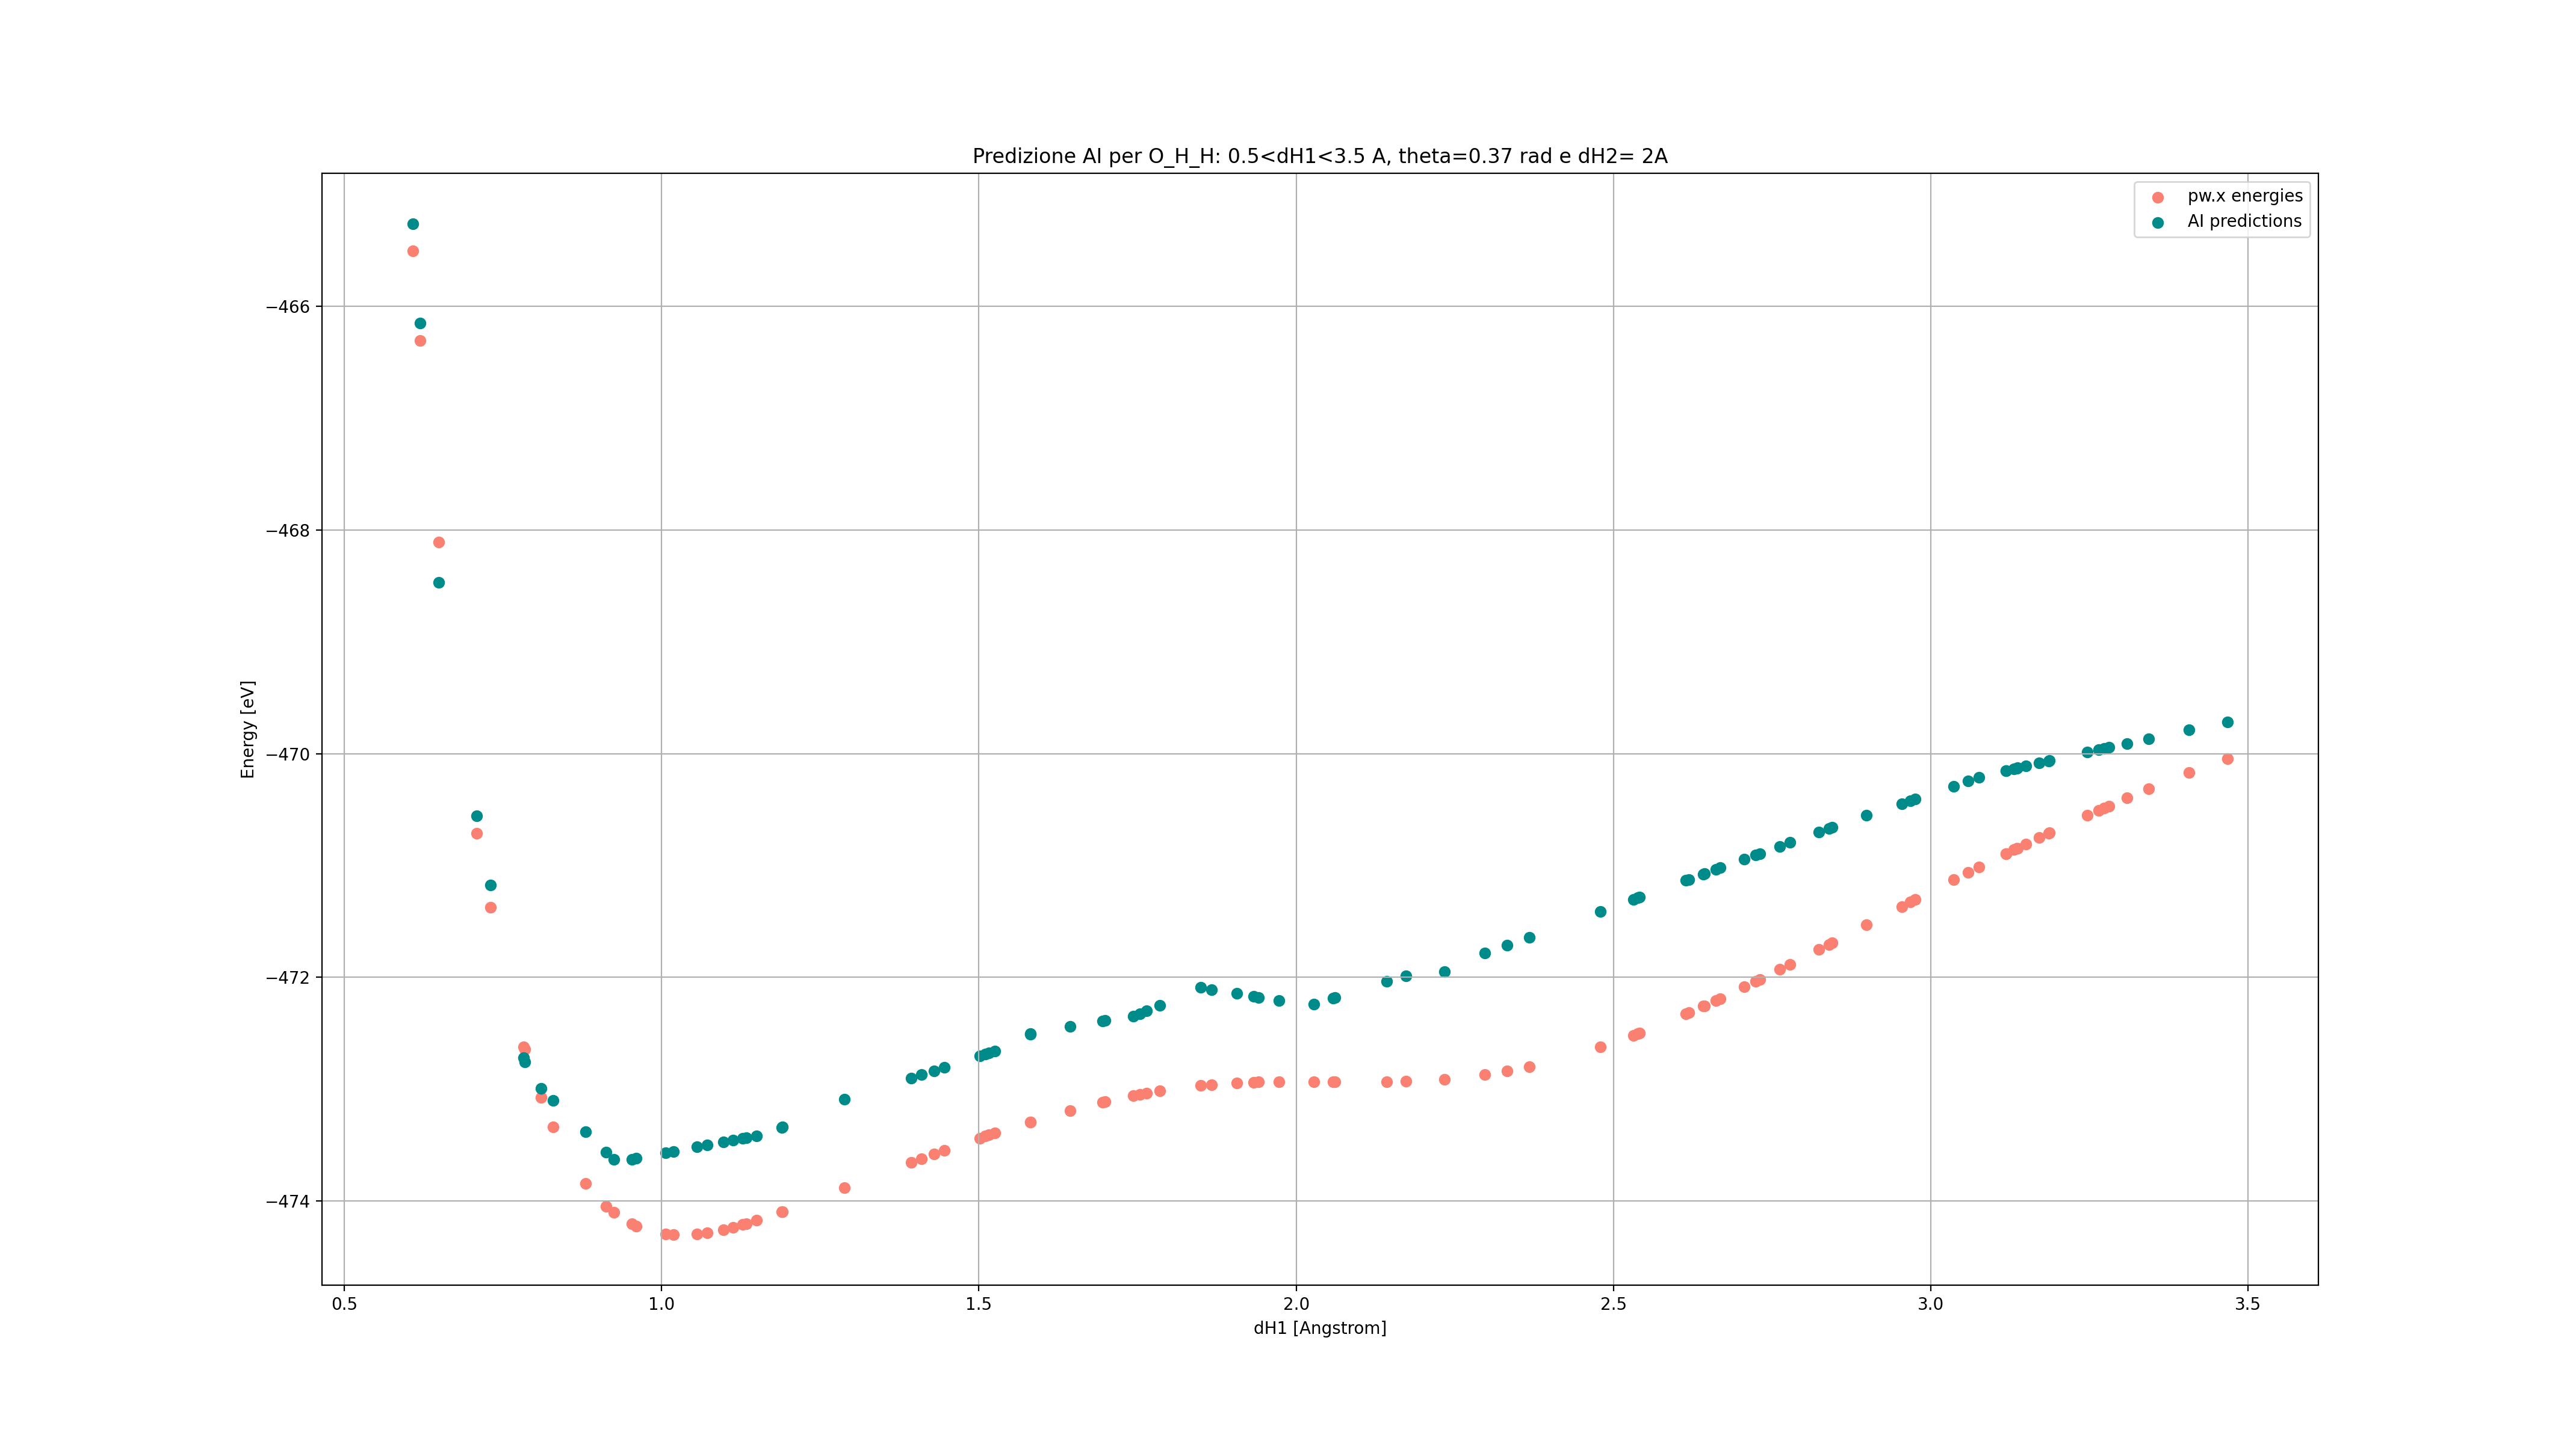 Predizione AI per O_H_H: 0.5<dH1<3.5 A, theta=0.37 rad e dH2= 2A
pw.x energies
AI predictions
−466
−468
−470
−472
−474
Energy [eV]
0.5 1.0 1.5 2.0 2.5 3.0 3.5
dH1 [Angstrom]